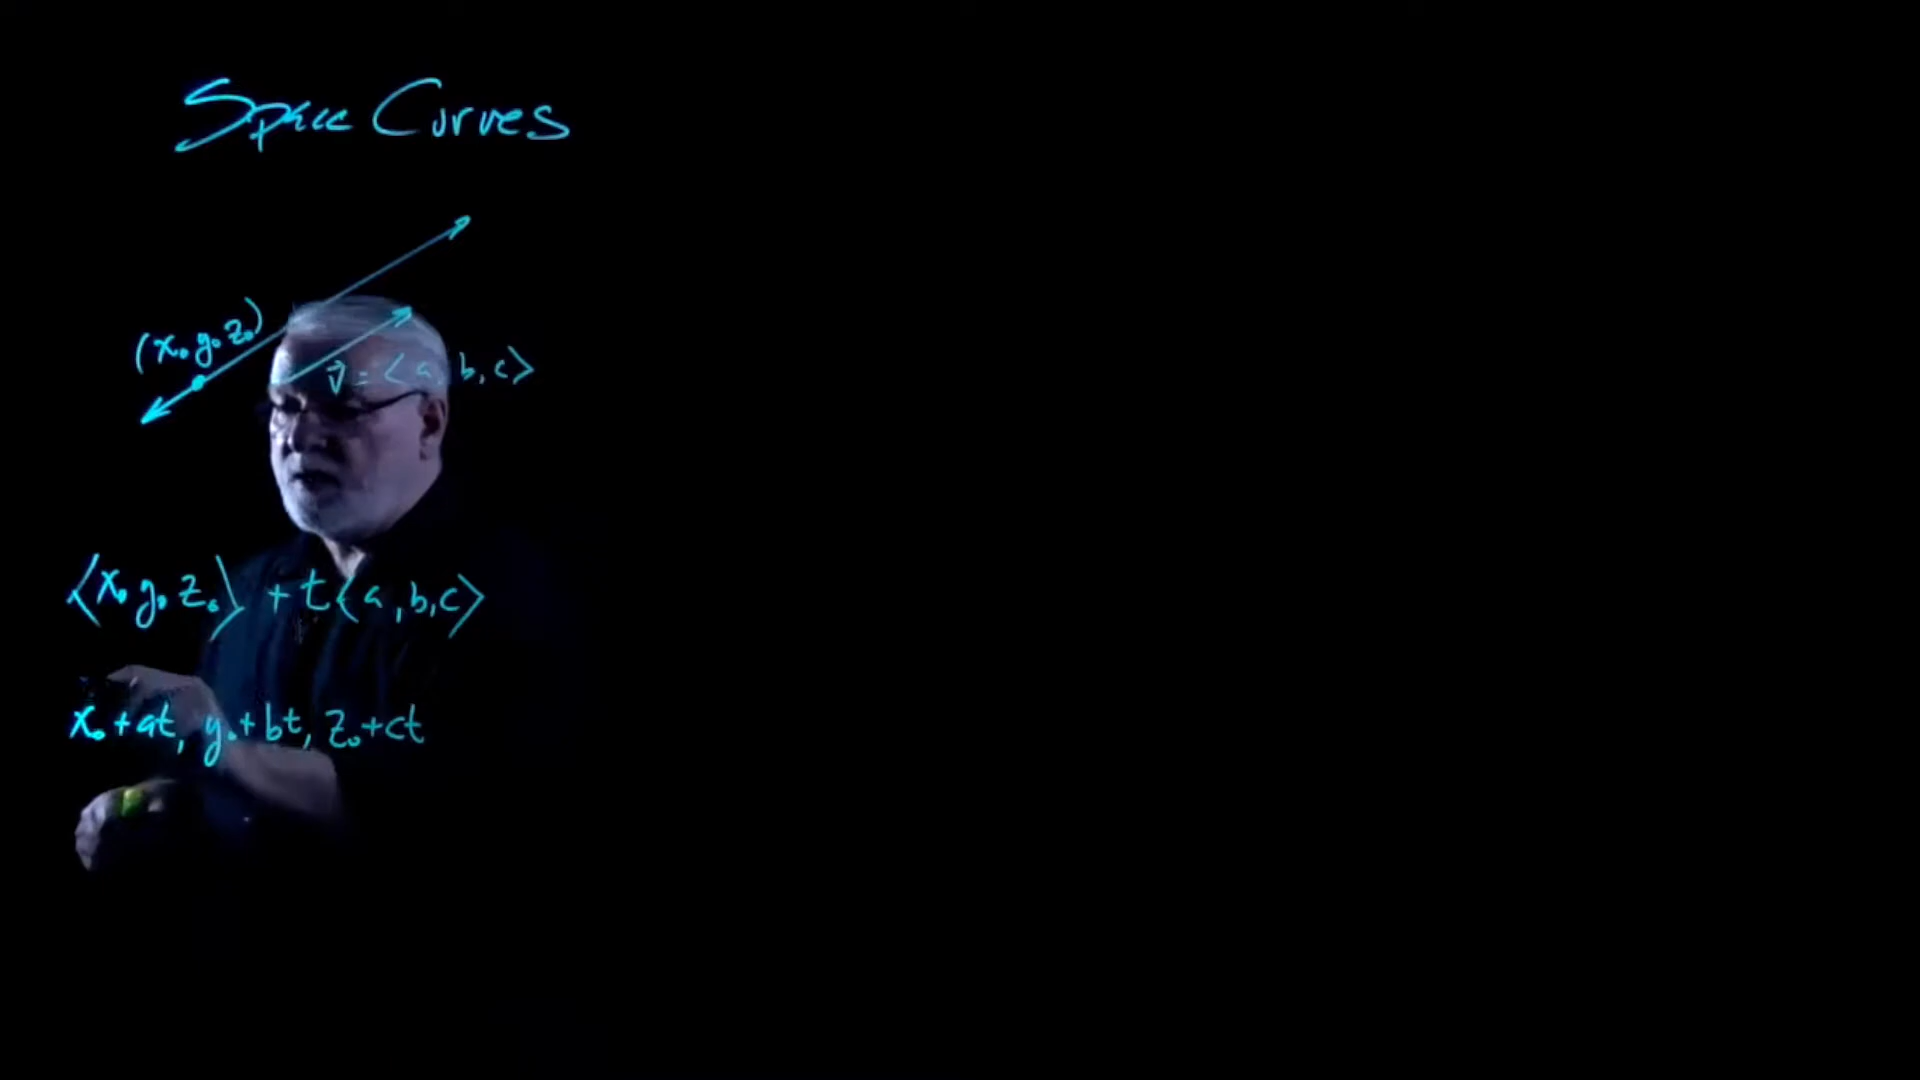 Space Curves
(x₀ y₀ z₀)
v⃗ = ⟨a, b, c⟩
⟨x₀ y₀ z₀⟩ + t⟨a, b, c⟩
x₀ + at, y₀ + bt, z₀ + ct